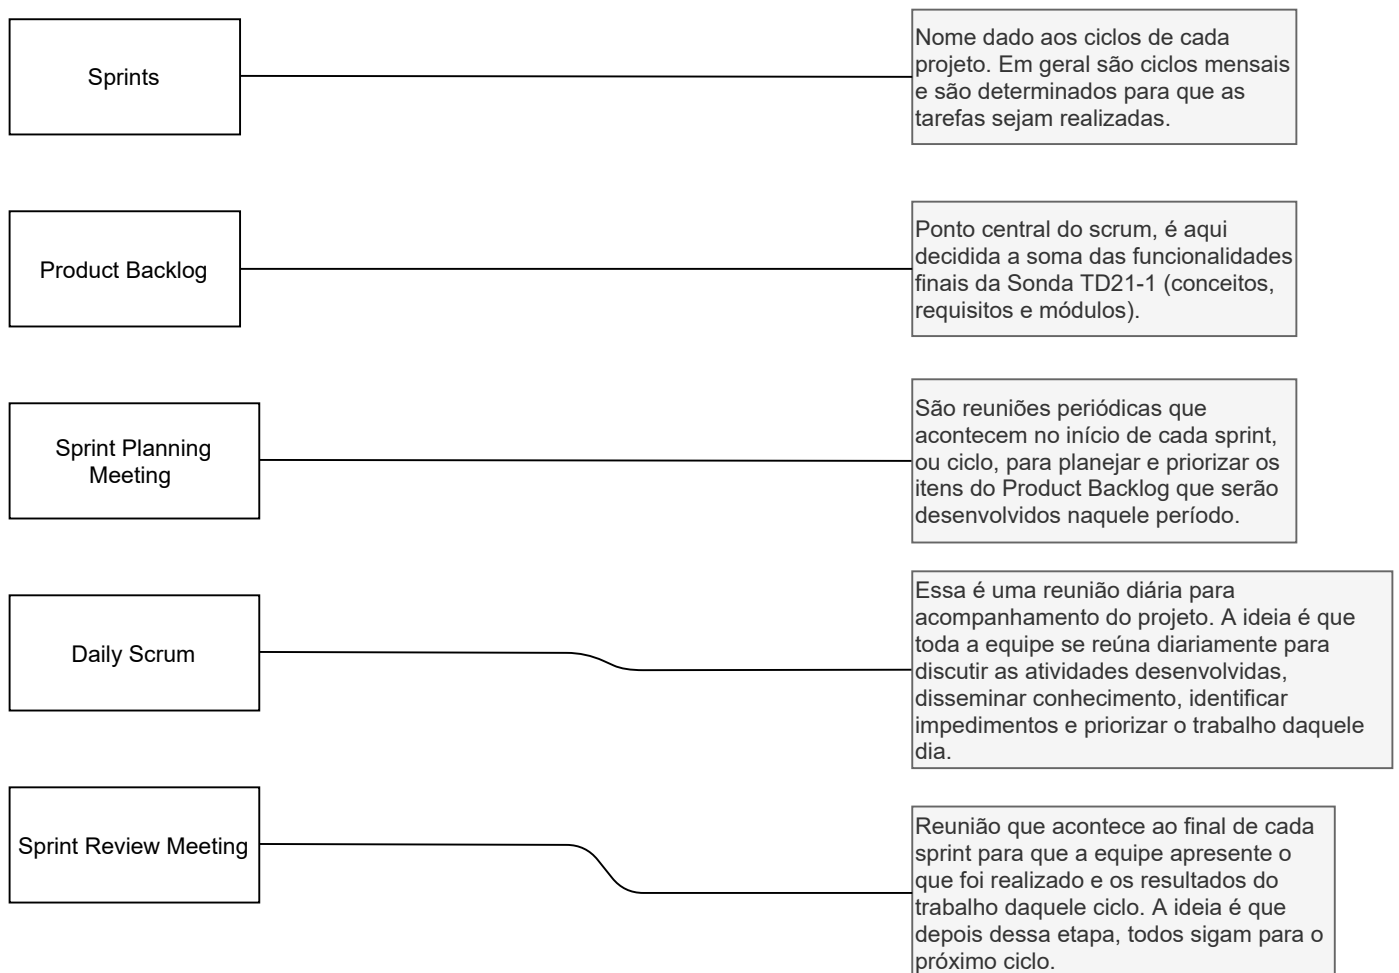 Sprints
Nome dado aos ciclos de cada
projeto. Em geral são ciclos mensais
e são determinados para que as
tarefas sejam realizadas.
Product Backlog
Ponto central do scrum, é aqui
decidida a soma das funcionalidades
finais da Sonda TD21-1 (conceitos,
requisitos e módulos).
Sprint Planning
Meeting
São reuniões periódicas que
acontecem no início de cada sprint,
ou ciclo, para planejar e priorizar os
itens do Product Backlog que serão
desenvolvidos naquele período.
Daily Scrum
Essa é uma reunião diária para
acompanhamento do projeto. A ideia é que
toda a equipe se reúna diariamente para
discutir as atividades desenvolvidas,
disseminar conhecimento, identificar
impedimentos e priorizar o trabalho daquele
dia.
Sprint Review Meeting
Reunião que acontece ao final de cada
sprint para que a equipe apresente o
que foi realizado e os resultados do
trabalho daquele ciclo. A ideia é que
depois dessa etapa, todos sigam para o
próximo ciclo.